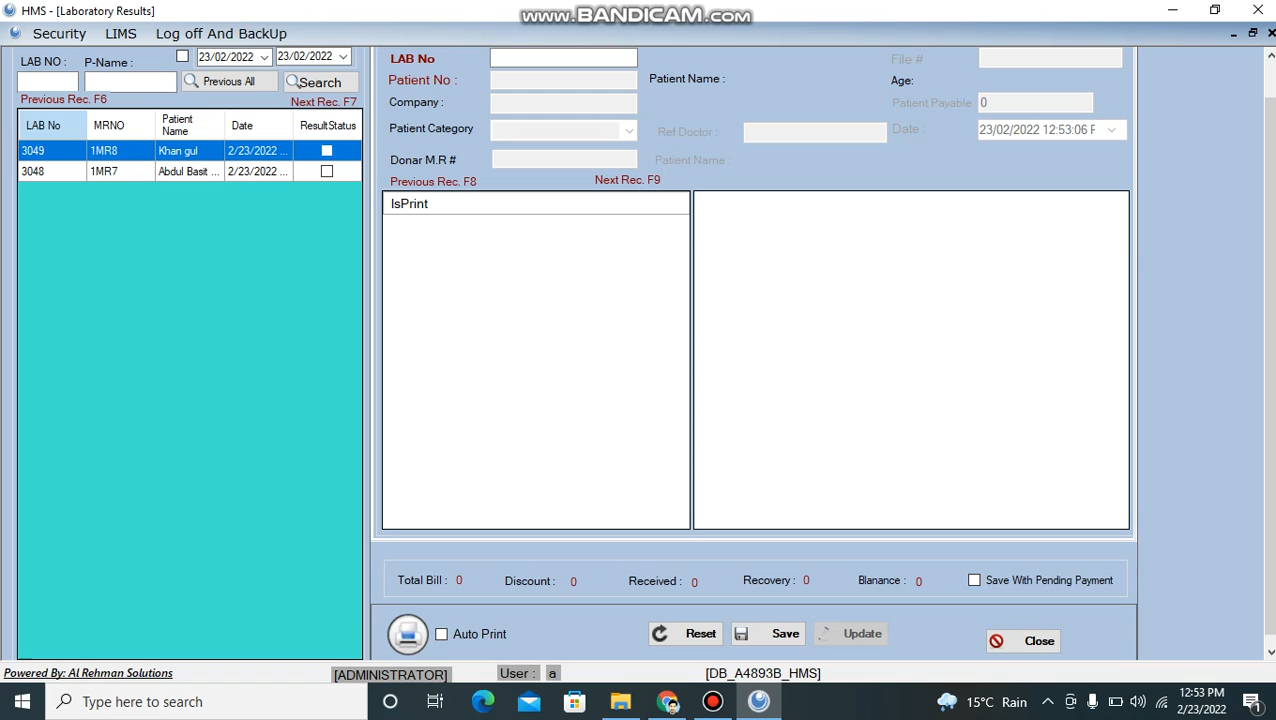 HMS - [Laboratory Results]
www.BANDICAM.com
Security LIMS Log off And BackUp
LAB NO : P-Name : 23/02/2022 23/02/2022
Previous All Search
Previous Rec. F6 Next Rec. F7
LAB No MRNO Patient Name Date ResultStatus
3049 1MR8 Khan gul 2/23/2022 ...
3048 1MR7 Abdul Basit ... 2/23/2022 ...
LAB No File #
Patient No : Patient Name : Age:
Company : Patient Payable 0
Patient Category Ref Doctor : Date : 23/02/2022 12:53:06 F
Donar M.R # Patient Name :
Previous Rec. F8 Next Rec. F9
IsPrint
Total Bill : 0 Discount : 0 Received : 0 Recovery : 0 Blanance : 0 Save With Pending Payment
Auto Print Reset Save Update Close
Powered By: Al Rehman Solutions [ADMINISTRATOR] User : a [DB_A4893B_HMS]
Type here to search 15°C Rain 12:53 PM
2/23/2022 1